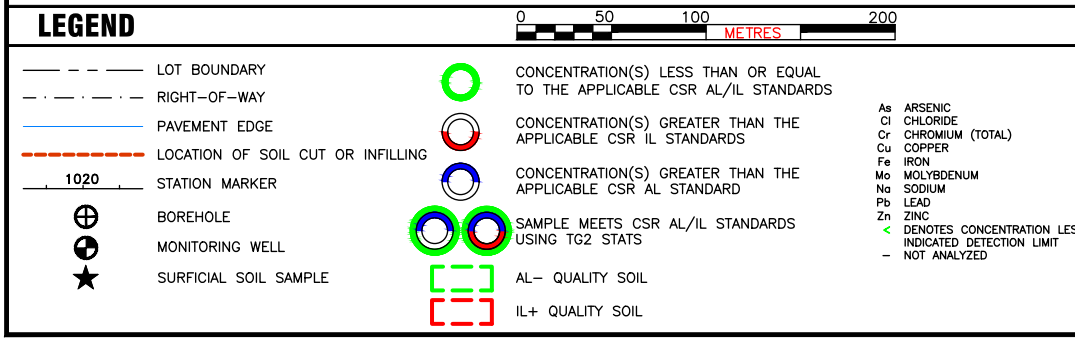 LEGEND
0 50 100 200
METRES
LOT BOUNDARY
RIGHT-OF-WAY
PAVEMENT EDGE
LOCATION OF SOIL CUT OR INFILLING
1020
STATION MARKER
BOREHOLE
MONITORING WELL
SURFICIAL SOIL SAMPLE
CONCENTRATION(S) LESS THAN OR EQUAL
TO THE APPLICABLE CSR AL/IL STANDARDS
CONCENTRATION(S) GREATER THAN THE
APPLICABLE CSR IL STANDARDS
CONCENTRATION(S) GREATER THAN THE
APPLICABLE CSR AL STANDARD
SAMPLE MEETS CSR AL/IL STANDARDS
USING TG2 STATS
AL- QUALITY SOIL
IL+ QUALITY SOIL
As ARSENIC
Cl CHLORIDE
Cr CHROMIUM (TOTAL)
Cu COPPER
Fe IRON
Mo MOLYBDENUM
Na SODIUM
Pb LEAD
Zn ZINC
< DENOTES CONCENTRATION LES
INDICATED DETECTION LIMIT
- NOT ANALYZED